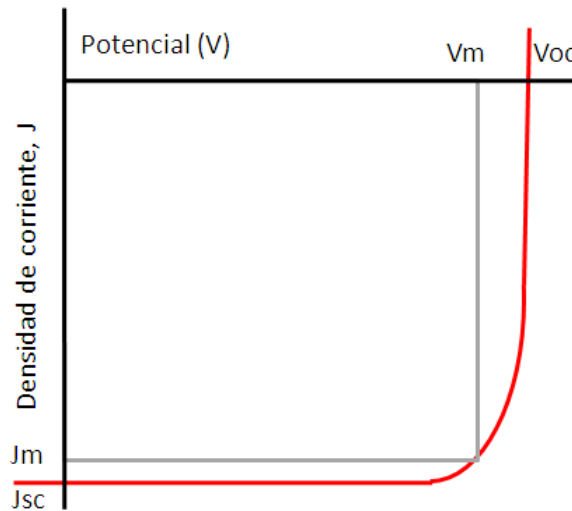 Potencial (V)
Vm
Voc
Densidad de corriente, J
Jm
Jsc